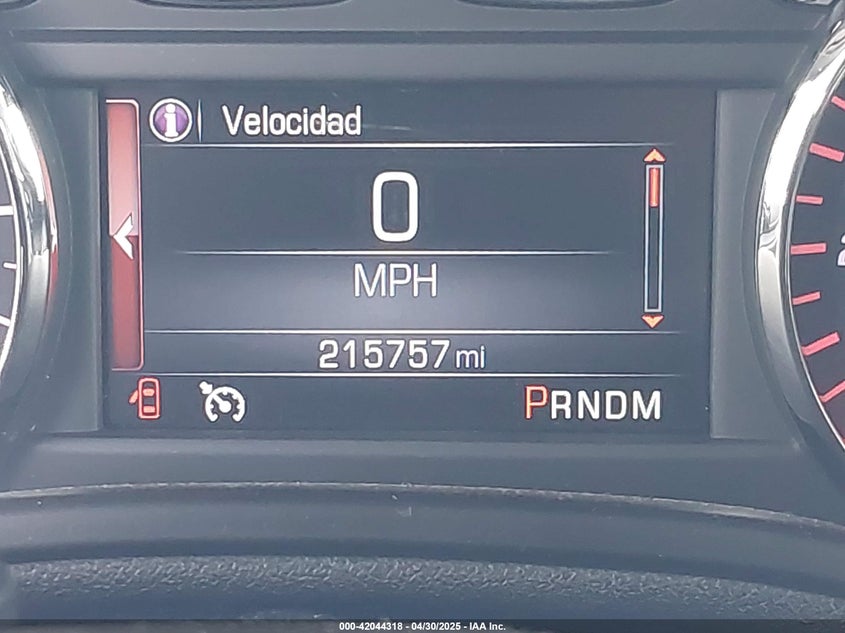 Velocidad
0
MPH
215757 mi
PRNDM
000-42044318 - 04/30/2025 - IAA Inc.